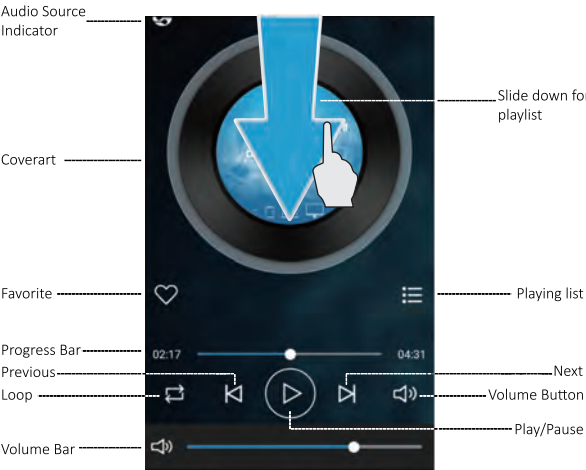 Audio Source
Indicator
Slide down for
playlist
Coverart
Favorite
Playing list
Progress Bar
02:17
04:31
Previous
Next
Loop
Volume Button
Play/Pause
Volume Bar